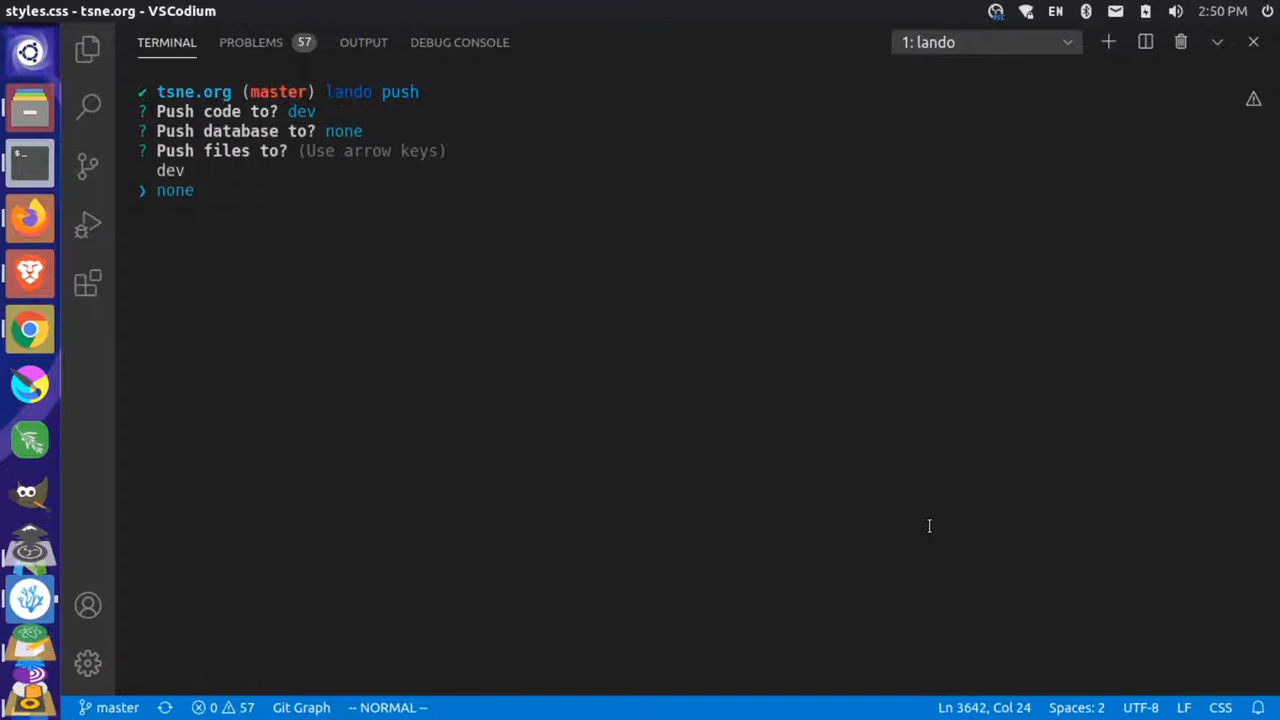 styles.css - tsne.org - VSCodium
EN
2:50 PM
TERMINAL
PROBLEMS 57
OUTPUT
DEBUG CONSOLE
1: lando
✔ tsne.org (master) lando push
? Push code to? dev
? Push database to? none
? Push files to? (Use arrow keys)
dev
❯ none
master
0
57
Git Graph
-- NORMAL --
Ln 3642, Col 24
Spaces: 2
UTF-8
LF
CSS